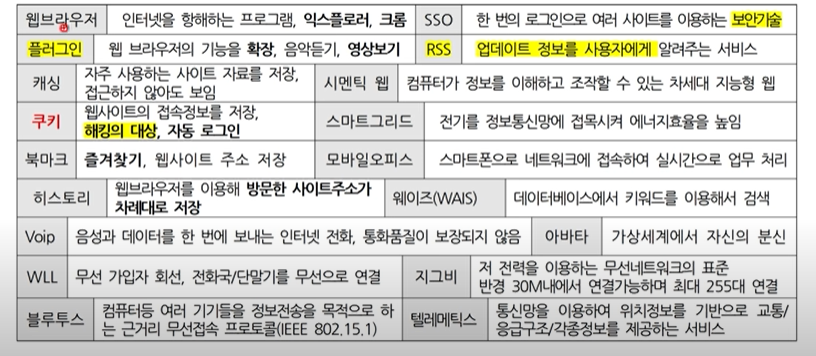 웹브라우저 인터넷을 항해하는 프로그램, 익스플로러, 크롬 SSO 한 번의 로그인으로 여러 사이트를 이용하는 보안기술
플러그인 웹 브라우저의 기능을 확장, 음악듣기, 영상보기 RSS 업데이트 정보를 사용자에게 알려주는 서비스
캐싱 자주 사용하는 사이트 자료를 저장,
접근하지 않아도 보임
시멘틱 웹 컴퓨터가 정보를 이해하고 조작할 수 있는 차세대 지능형 웹
쿠키 웹사이트의 접속정보를 저장,
해킹의 대상, 자동 로그인
스마트그리드 전기를 정보통신망에 접목시켜 에너지효율을 높임
북마크 즐겨찾기, 웹사이트 주소 저장 모바일오피스 스마트폰으로 네트워크에 접속하여 실시간으로 업무 처리
히스토리 웹브라우저를 이용해 방문한 사이트주소가
차례대로 저장
웨이즈(WAIS) 데이터베이스에서 키워드를 이용해서 검색
Voip 음성과 데이터를 한 번에 보내는 인터넷 전화, 통화품질이 보장되지 않음 아바타 가상세계에서 자신의 분신
WLL 무선 가입자 회선, 전화국/단말기를 무선으로 연결 지그비 저 전력을 이용하는 무선네트워크의 표준
반경 30M내에서 연결가능하며 최대 255대 연결
블루투스 컴퓨터등 여러 기기들을 정보전송을 목적으로 하
는 근거리 무선접속 프로토콜(IEEE 802.15.1)
텔레메틱스 통신망을 이용하여 위치정보를 기반으로 교통/
응급구조/각종정보를 제공하는 서비스